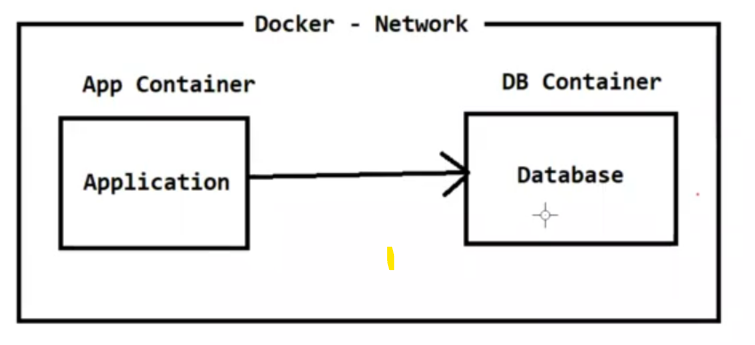 Docker - Network
App Container
DB Container
Application
Database